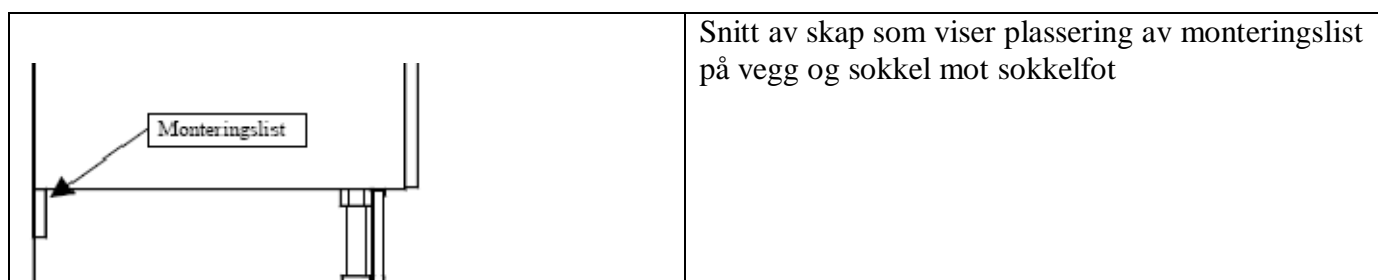 Snitt av skap som viser plassering av monteringslist
på vegg og sokkel mot sokkelfot
Monteringslist